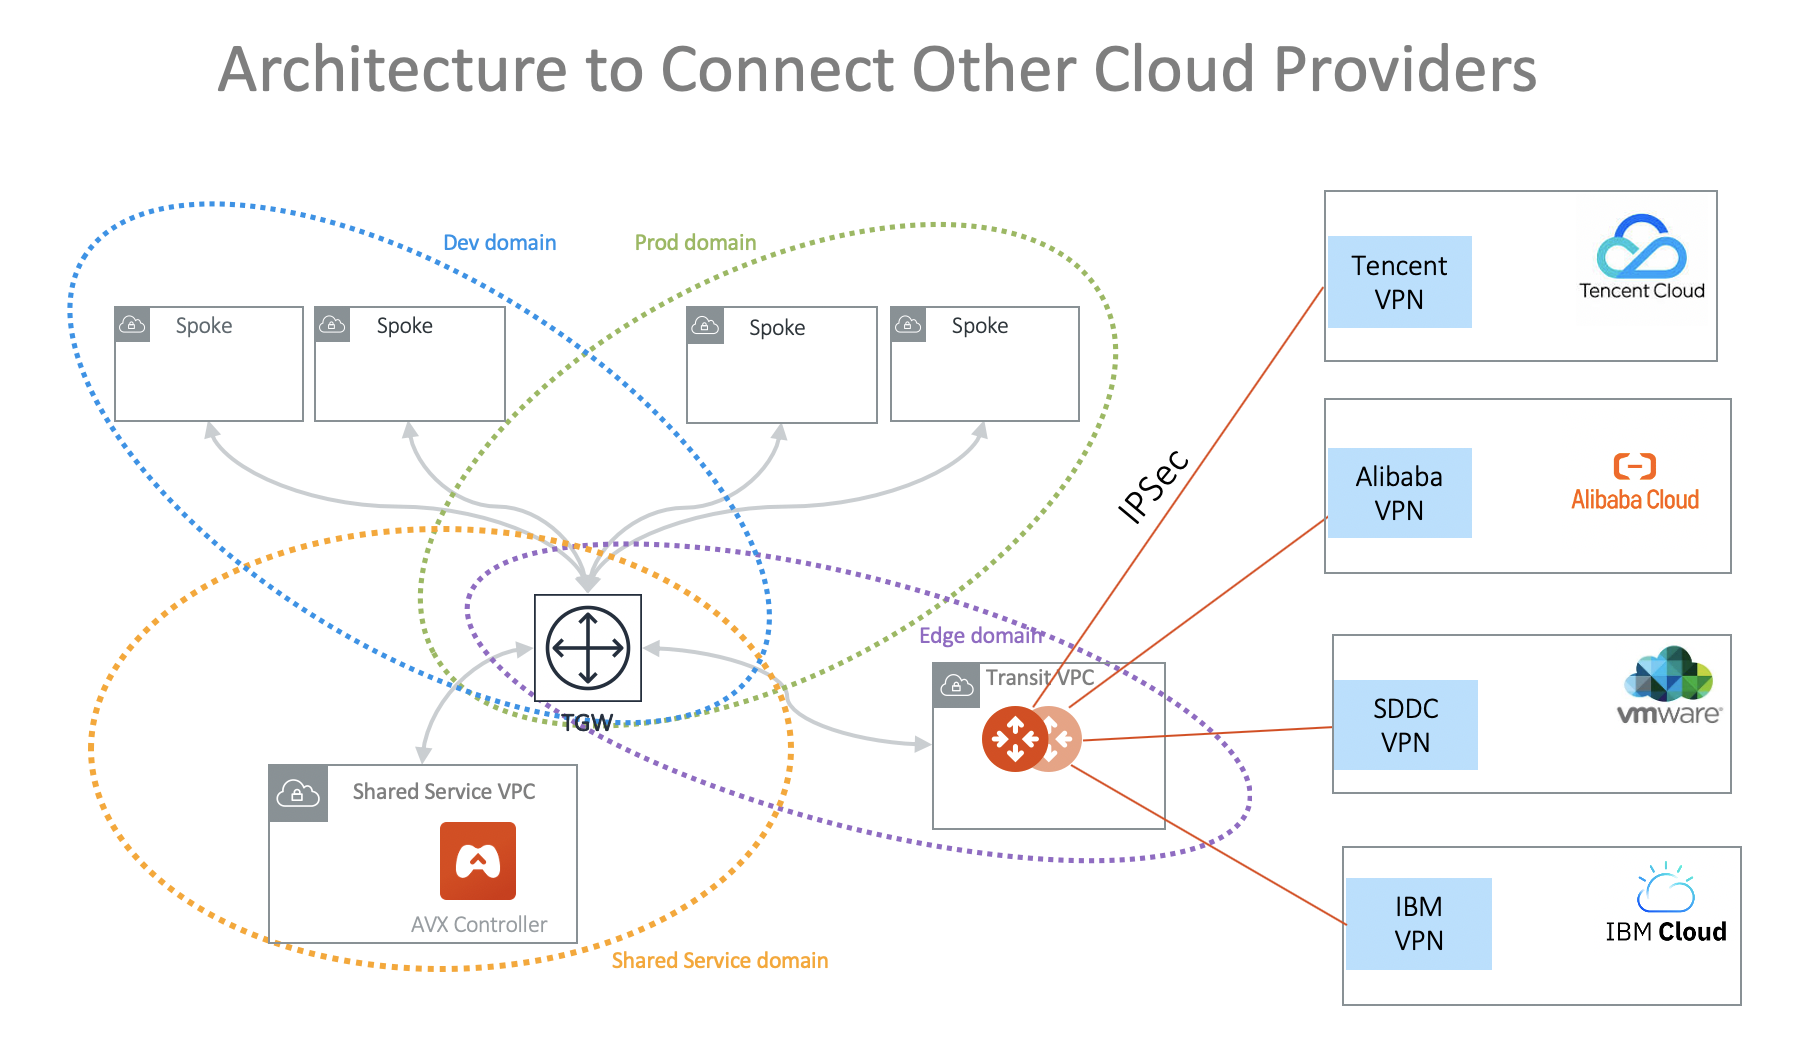 Architecture to Connect Other Cloud Providers
Dev domain
Prod domain
Spoke
Spoke
Spoke
Spoke
Tencent
VPN
Tencent Cloud
IPSec
Alibaba
VPN
Alibaba Cloud
TGW
Edge domain
Transit VPC
SDDC
VPN
vmware®
Shared Service VPC
AVX Controller
Shared Service domain
IBM
VPN
IBM Cloud